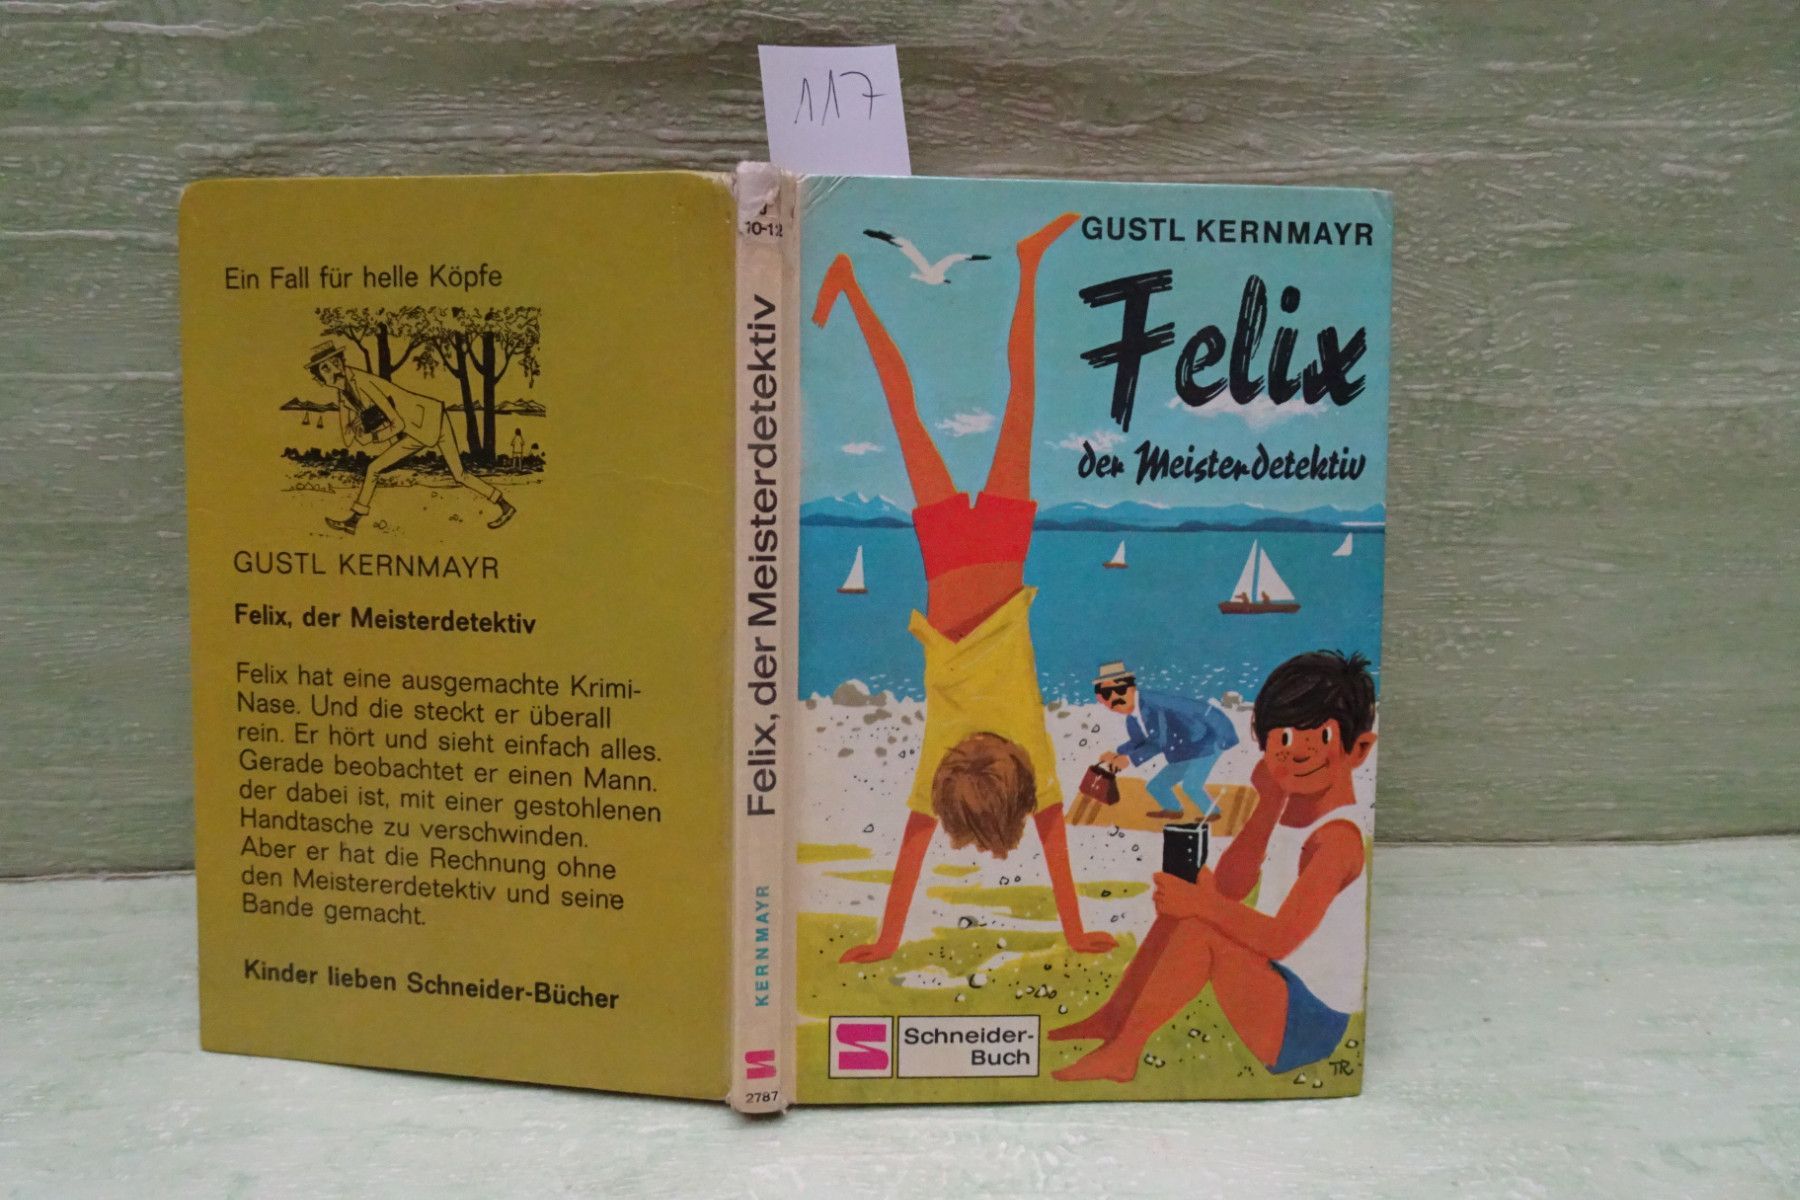 117
Ein Fall für helle Köpfe
GUSTL KERNMAYR
Felix, der Meisterdetektiv
Felix hat eine ausgemachte Krimi-
Nase. Und die steckt er überall
rein. Er hört und sieht einfach alles.
Gerade beobachtet er einen Mann.
der dabei ist, mit einer gestohlenen
Handtasche zu verschwinden.
Aber er hat die Rechnung ohne
den Meistererdetektiv und seine
Bande gemacht.
Kinder lieben Schneider-Bücher
J
10-12
Felix, der Meisterdetektiv
KERNMAYR
2787
GUSTL KERNMAYR
Felix
der Meisterdetektiv
Schneider-
Buch
TR